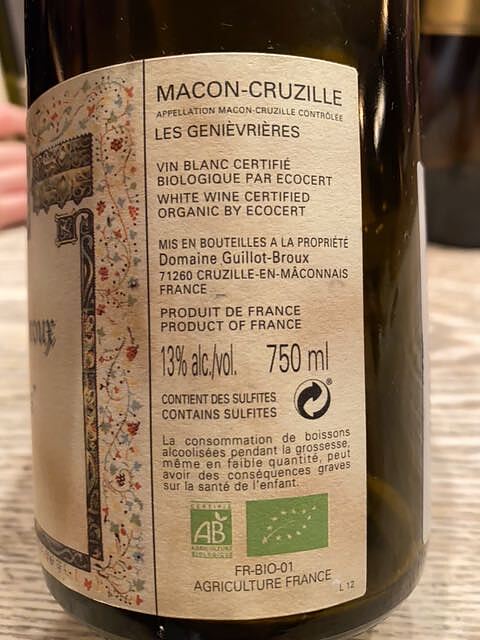 MACON-CRUZILLE
APPELLATION MACON-CRUZILLE CONTRÔLÉE
LES GENIÈVRIÈRES
VIN BLANC CERTIFIÉ
BIOLOGIQUE PAR ECOCERT
WHITE WINE CERTIFIED
ORGANIC BY ECOCERT
MIS EN BOUTEILLES A LA PROPRIÉTÉ
Domaine Guillot-Broux
71260 CRUZILLE-EN-MÂCONNAIS
FRANCE
PRODUIT DE FRANCE
PRODUCT OF FRANCE
13% alc./vol. 750 ml
CONTIENT DES SULFITES
CONTAINS SULFITES
La consommation de boissons
alcoolisées pendant la grossesse,
même en faible quantité, peut
avoir des conséquences graves
sur la santé de l'enfant.
CERTIFIÉ
AB
AGRICULTURE
BIOLOGIQUE
FR-BIO-01
AGRICULTURE FRANCE
L 12